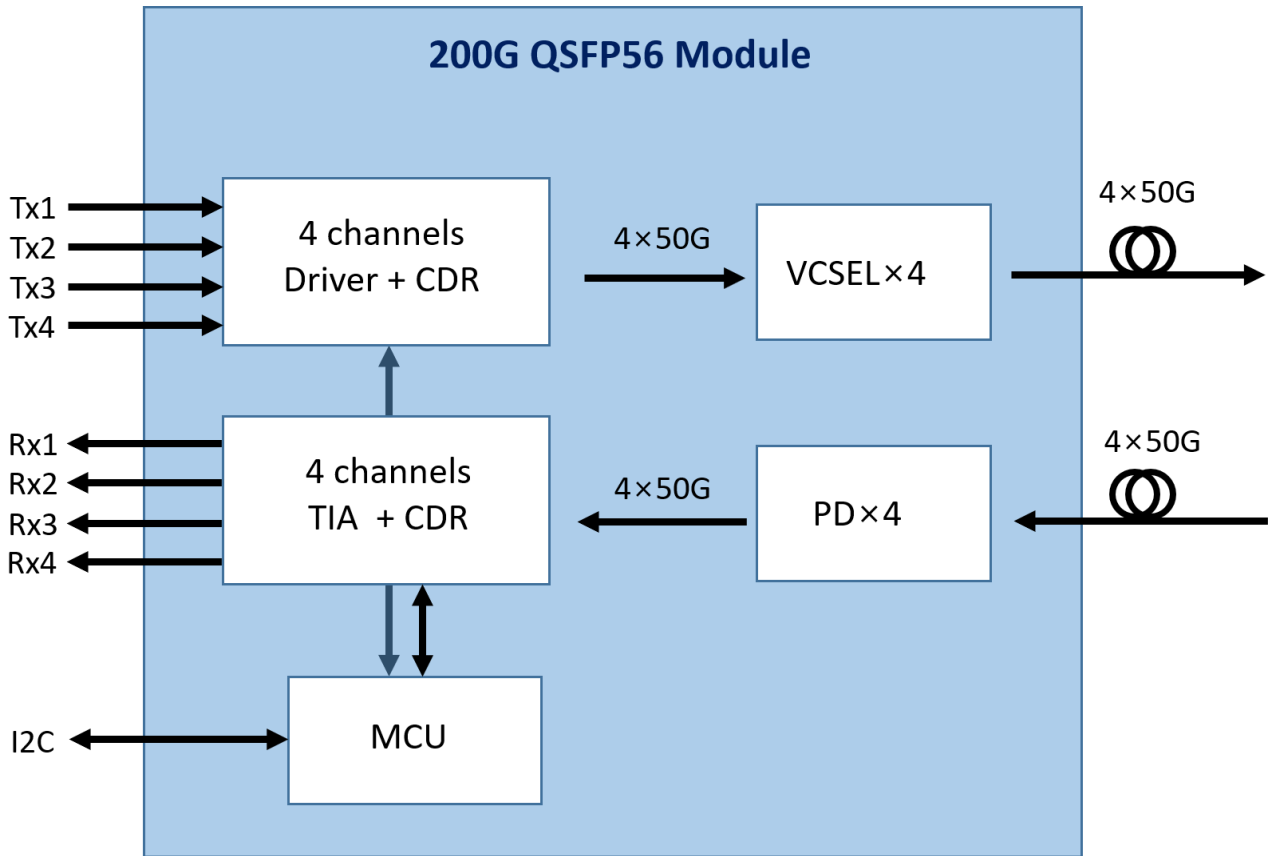 200G QSFP56 Module
Tx1
Tx2
Tx3
Tx4
4 channels
Driver + CDR
4×50G
VCSEL×4
4×50G
Rx1
Rx2
Rx3
Rx4
4 channels
TIA + CDR
4×50G
PD×4
4×50G
I2C
MCU